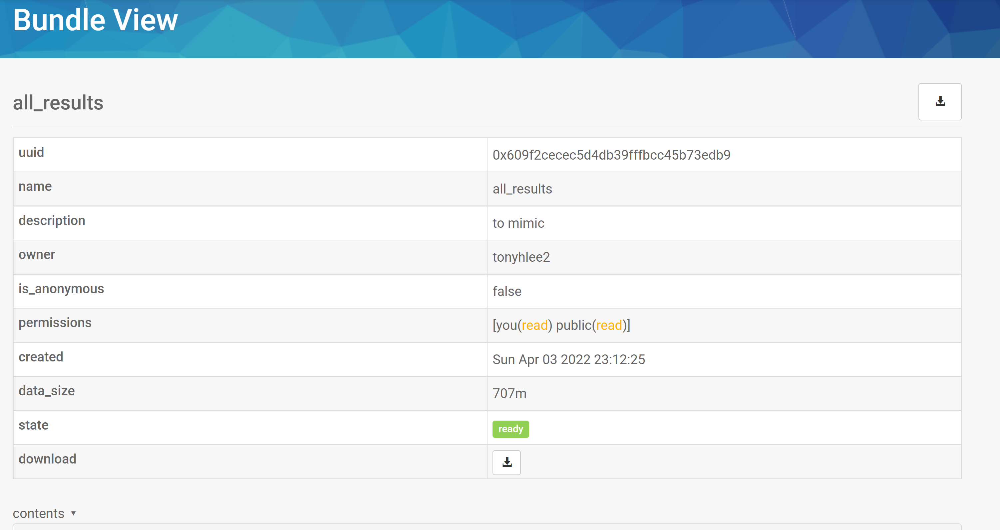 Bundle View
all_results
uuid 0x609f2cecec5d4db39fffbcc45b73edb9
name all_results
description to mimic
owner tonyhlee2
is_anonymous false
permissions [you(read) public(read)]
created Sun Apr 03 2022 23:12:25
data_size 707m
state ready
download
contents ▼